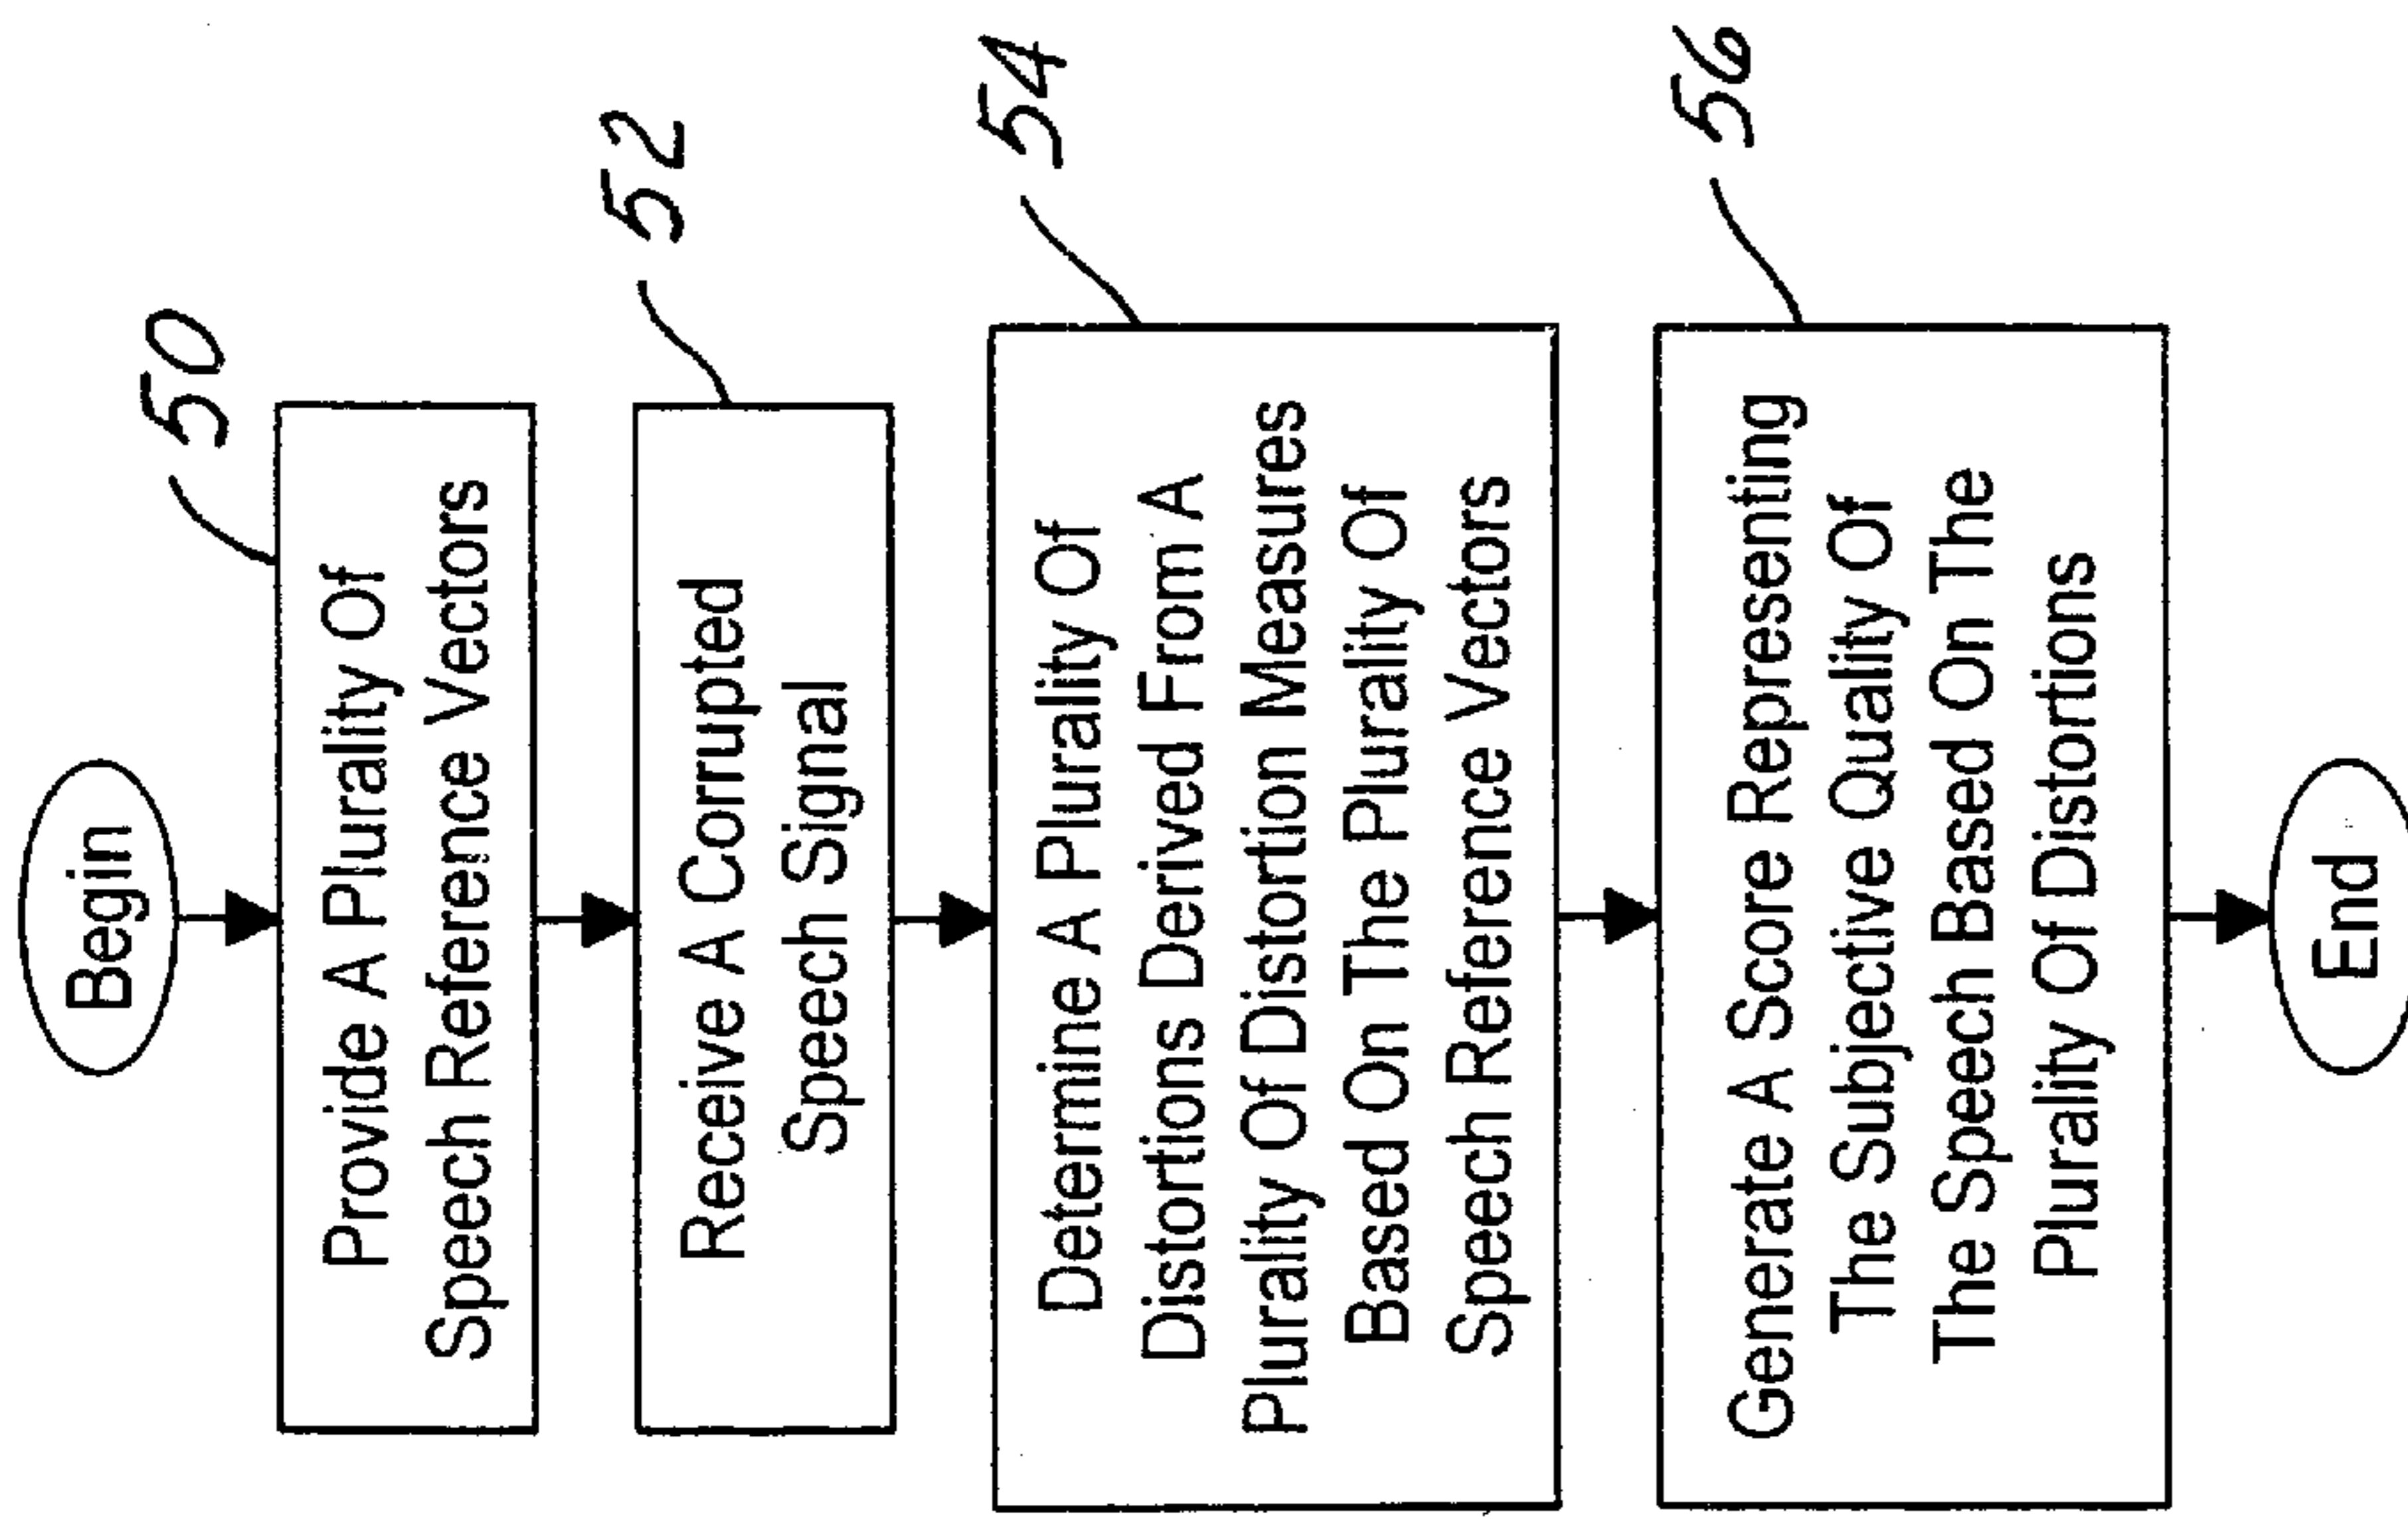 Begin
50
Provide A Plurality Of
Speech Reference Vectors
52
Receive A Corrupted
Speech Signal
54
Determine A Plurality Of
Distortions Derived From A
Plurality Of Distortion Measures
Based On The Plurality Of
Speech Reference Vectors
56
Generate A Score Representing
The Subjective Quality Of
The Speech Based On The
Plurality Of Distortions
End